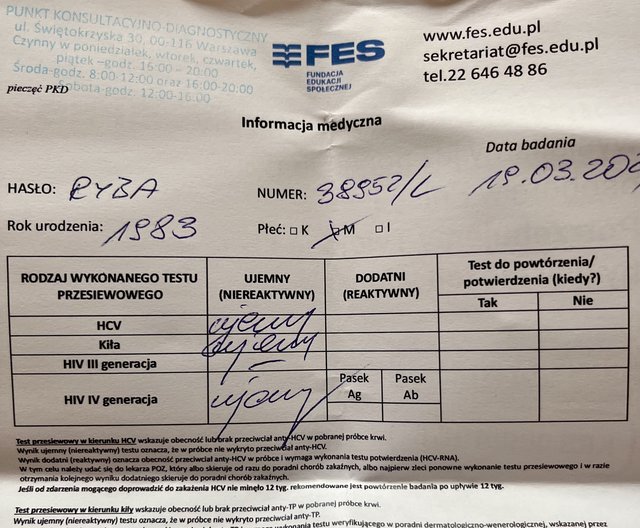 PUNKT KONSULTACYJNO-DIAGNOSTYCZNY
ul. Świętokrzyska 30, 00-116 Warszawa
Czynny w poniedziałek, wtorek, czwartek,
piątek –godz. 16:00 – 20:00
Środa-godz. 8:00-12:00 oraz 16:00-20:00
Sobota-godz. 12:00-16.00
pieczęć PKD
FES
FUNDACJA
EDUKACJI
SPOŁECZNEJ
www.fes.edu.pl
sekretariat@fes.edu.pl
tel.22 646 48 86
Informacja medyczna
Data badania
19.03.202
HASŁO: RYBA
NUMER: 38952/L
Rok urodzenia: 1983
Płeć: □ K □ M □ I
RODZAJ WYKONANEGO TESTU PRZESIEWOWEGO
UJEMNY (NIEREAKTYWNY)
DODATNI (REAKTYWNY)
Test do powtórzenia/ potwierdzenia (kiedy?)
Tak Nie
HCV ujemny
Kiła ujemny
HIV III generacja –
HIV IV generacja ujemny
Pasek Ag
Pasek Ab
Test przesiewowy w kierunku HCV wskazuje obecność lub brak przeciwciał anty-HCV w pobranej próbce krwi.
Wynik ujemny (niereaktywny) testu oznacza, że w próbce nie wykryto przeciwciał anty-HCV.
Wynik dodatni (reaktywny) oznacza obecność przeciwciał anty-HCV w próbce i wymaga wykonania testu potwierdzenia (HCV-RNA).
W tym celu należy udać się do lekarza POZ, który albo skieruje od razu do poradni chorób zakaźnych, albo najpierw zleci ponowne wykonanie testu przesiewowego i w razie
otrzymania kolejnego wyniku dodatniego skieruje do poradni chorób zakaźnych.
Jeśli od zdarzenia mogącego doprowadzić do zakażenia HCV nie minęło 12 tyg. rekomendowane jest powtórzenie badania po upływie 12 tyg.
Test przesiewowy w kierunku kiły wskazuje obecność lub brak przeciwciał anty-TP w pobranej próbce krwi.
Wynik ujemny (niereaktywny) testu oznacza, że w próbce nie wykryto przeciwciał anty-TP.
wykonania testu weryfikującego w poradni dermatologiczno-wenerologicznej, wskazanej przez